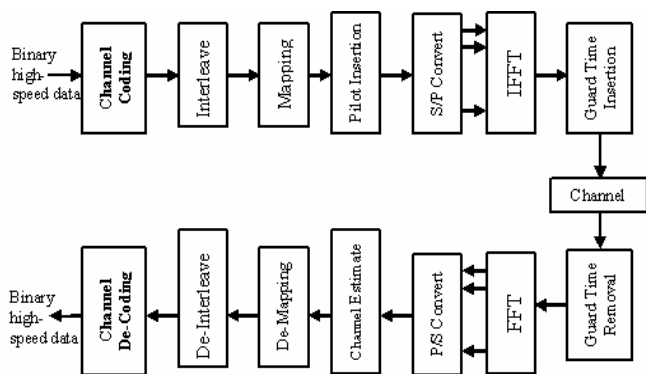 Binary
high-
speed data
Channel
Coding
Interleave
Mapping
Pilot Insertion
S/P Convert
IFFT
Guard Time
Insertion
Channel
Binary
high-
speed data
Channel
De-Coding
De-Interleave
De-Mapping
Channel Estimate
P/S Convert
FFT
Guard Time
Removal